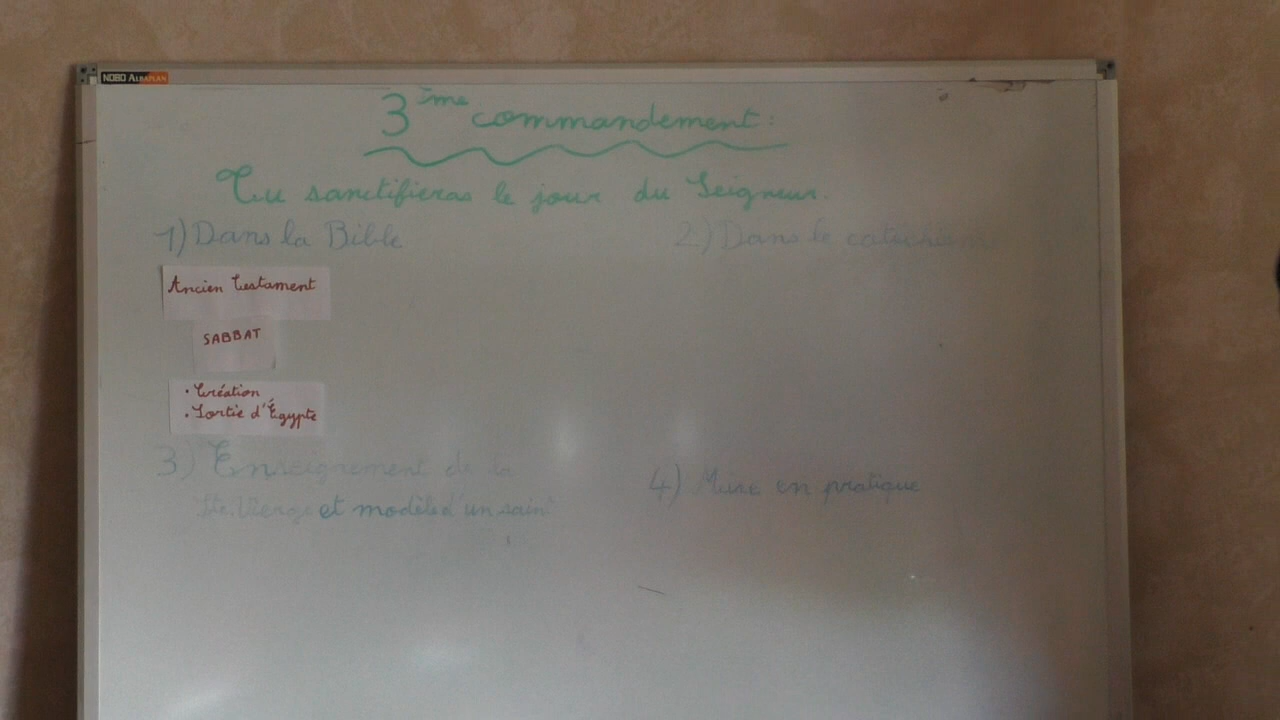 NOBO ALBAPLAN
3ème commandement:
Tu sanctifieras le jour du Seigneur.
1) Dans la Bible
2) Dans le
Ancien Testament
SABBAT
• Création
• Sortie d'Égypte
3) Enseignement de la
Ste Vierge et modèle d'un saint
4) Mise en pratique